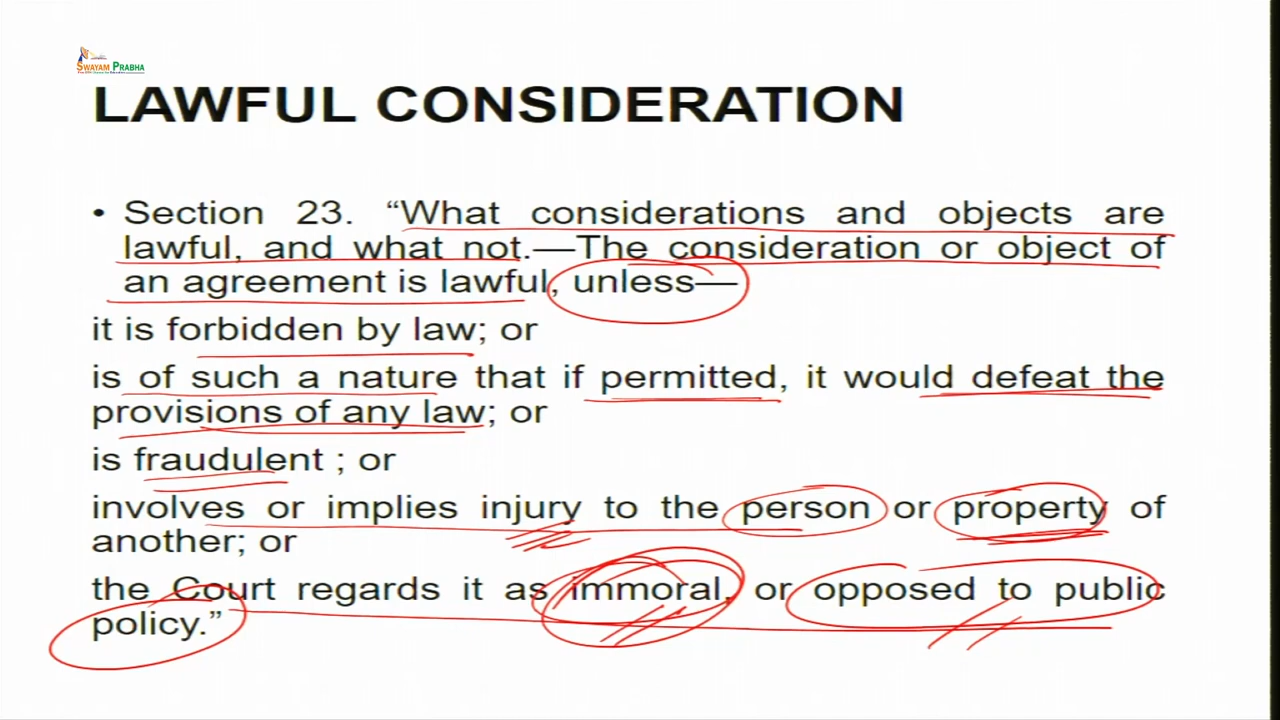 SWAYAM PRABHA
LAWFUL CONSIDERATION
• Section 23. “What considerations and objects are
lawful, and what not.—The consideration or object of
an agreement is lawful, unless—
it is forbidden by law; or
is of such a nature that if permitted, it would defeat the
provisions of any law; or
is fraudulent ; or
involves or implies injury to the person or property of
another; or
the Court regards it as immoral, or opposed to public
policy.”